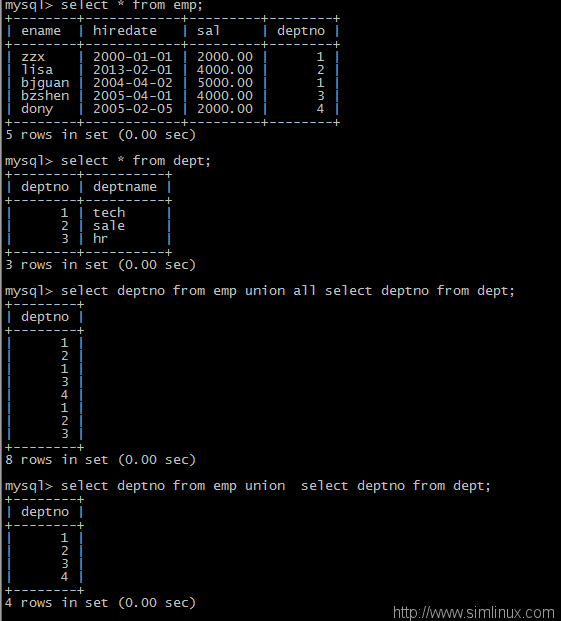 mysql> select * from emp;
+--------+------------+---------+--------+
| ename  | hiredate   | sal     | deptno |
+--------+------------+---------+--------+
| zzx    | 2000-01-01 | 2000.00 |      1 |
| lisa   | 2013-02-01 | 4000.00 |      2 |
| bjguan | 2004-04-02 | 5000.00 |      1 |
| bzshen | 2005-04-01 | 4000.00 |      3 |
| dony   | 2005-02-05 | 2000.00 |      4 |
+--------+------------+---------+--------+
5 rows in set (0.00 sec)

mysql> select * from dept;
+--------+----------+
| deptno | deptname |
+--------+----------+
|      1 | tech     |
|      2 | sale     |
|      3 | hr       |
+--------+----------+
3 rows in set (0.00 sec)

mysql> select deptno from emp union all select deptno from dept;
+--------+
| deptno |
+--------+
|      1 |
|      2 |
|      1 |
|      3 |
|      4 |
|      1 |
|      2 |
|      3 |
+--------+
8 rows in set (0.00 sec)

mysql> select deptno from emp union  select deptno from dept;
+--------+
| deptno |
+--------+
|      1 |
|      2 |
|      3 |
|      4 |
+--------+
4 rows in set (0.00 sec)
http://www.simlinux.com